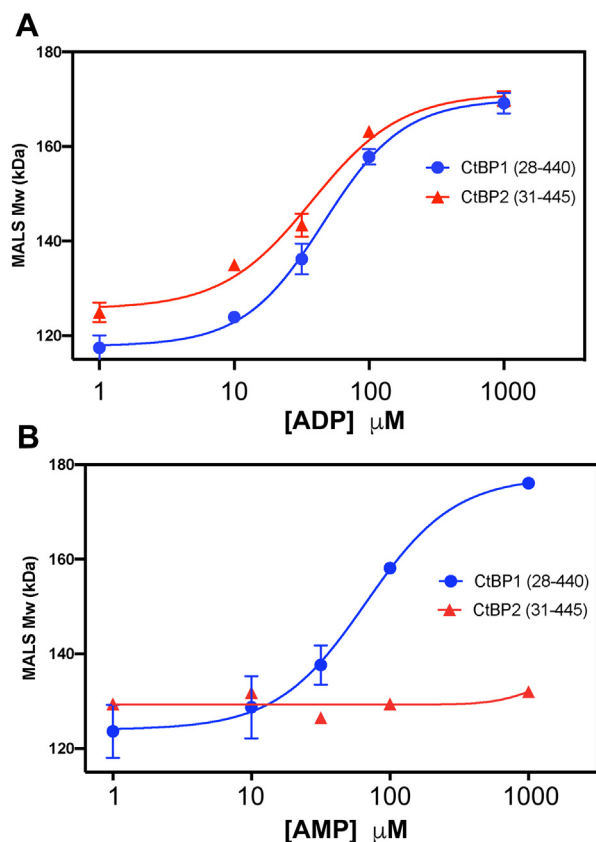 A
180
160
140
120
MALS Mw (kDa)
CtBP1 (28-440)
CtBP2 (31-445)
1 10 100 1000
[ADP] μM
B
180
160
140
120
MALS Mw (kDa)
CtBP1 (28-440)
CtBP2 (31-445)
1 10 100 1000
[AMP] μM